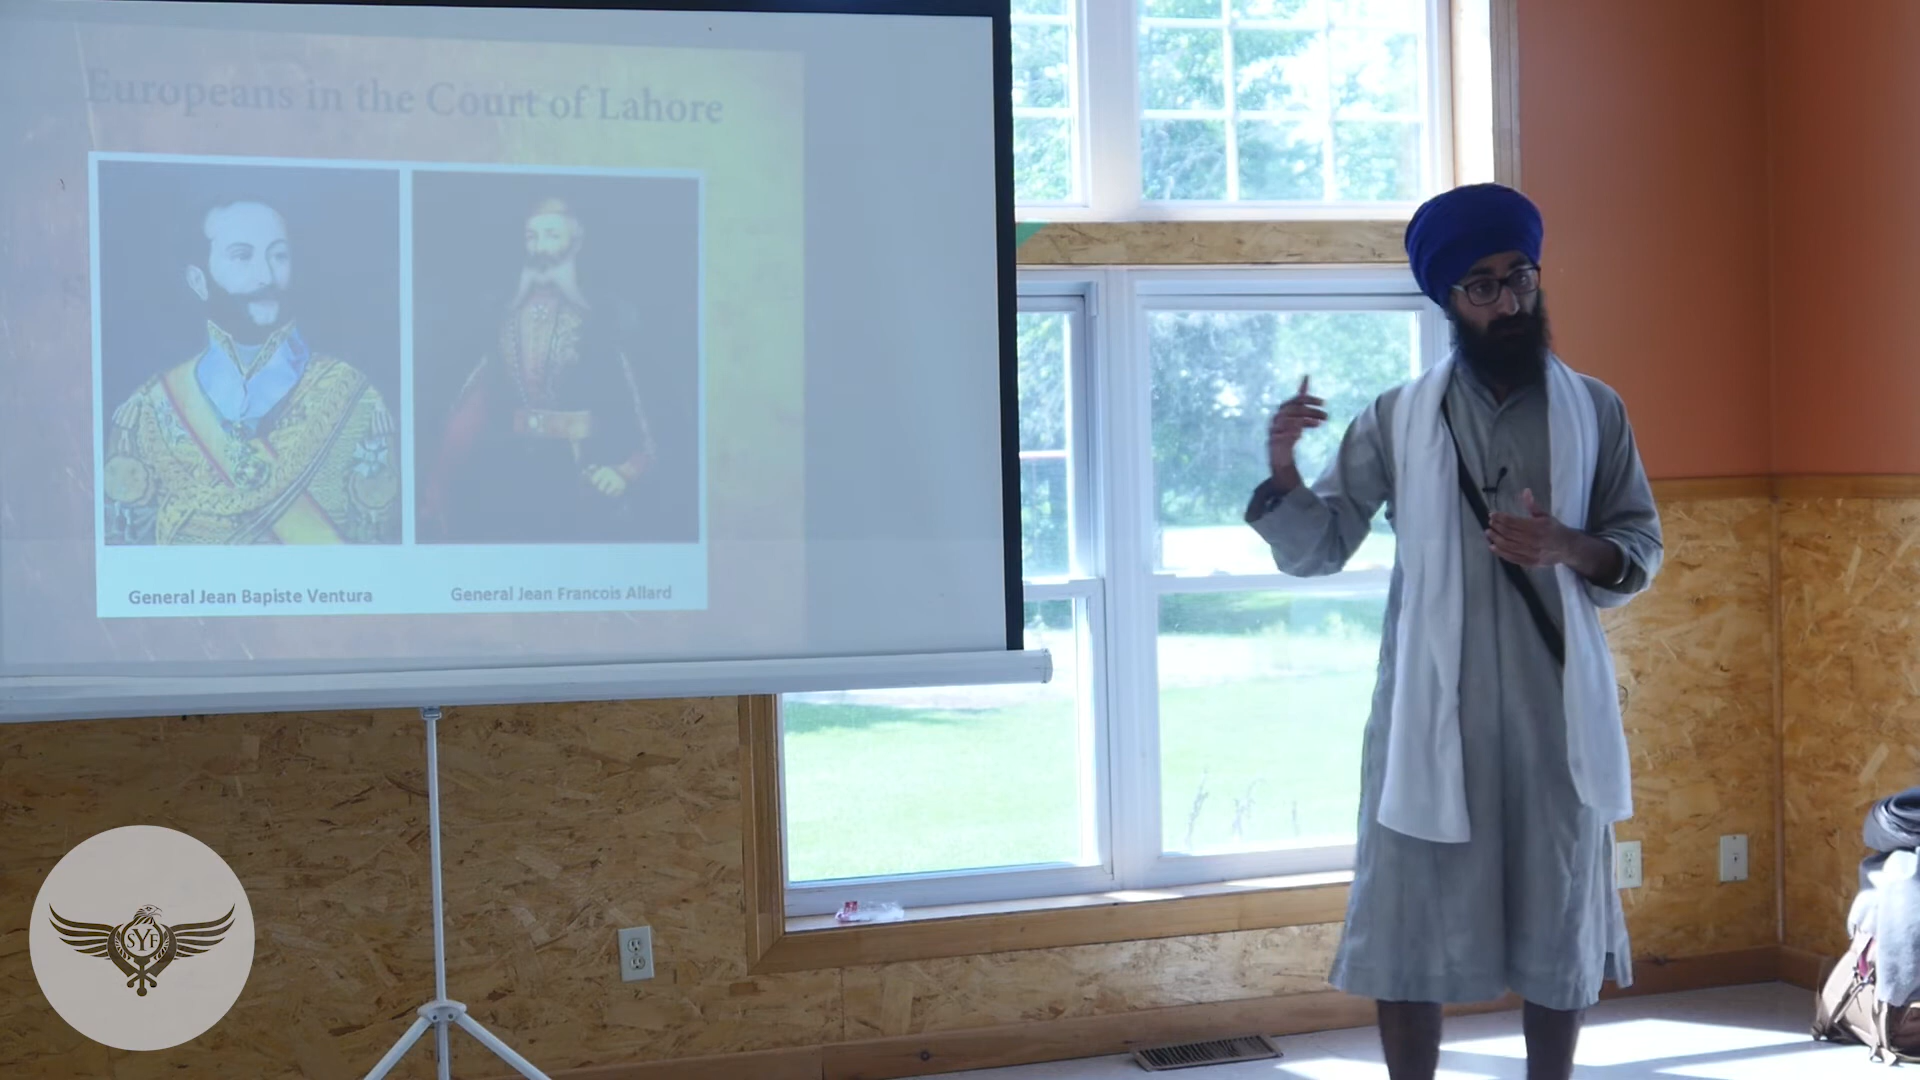 Europeans in the Court of Lahore
General Jean Bapiste Ventura
General Jean Francois Allard
SYF